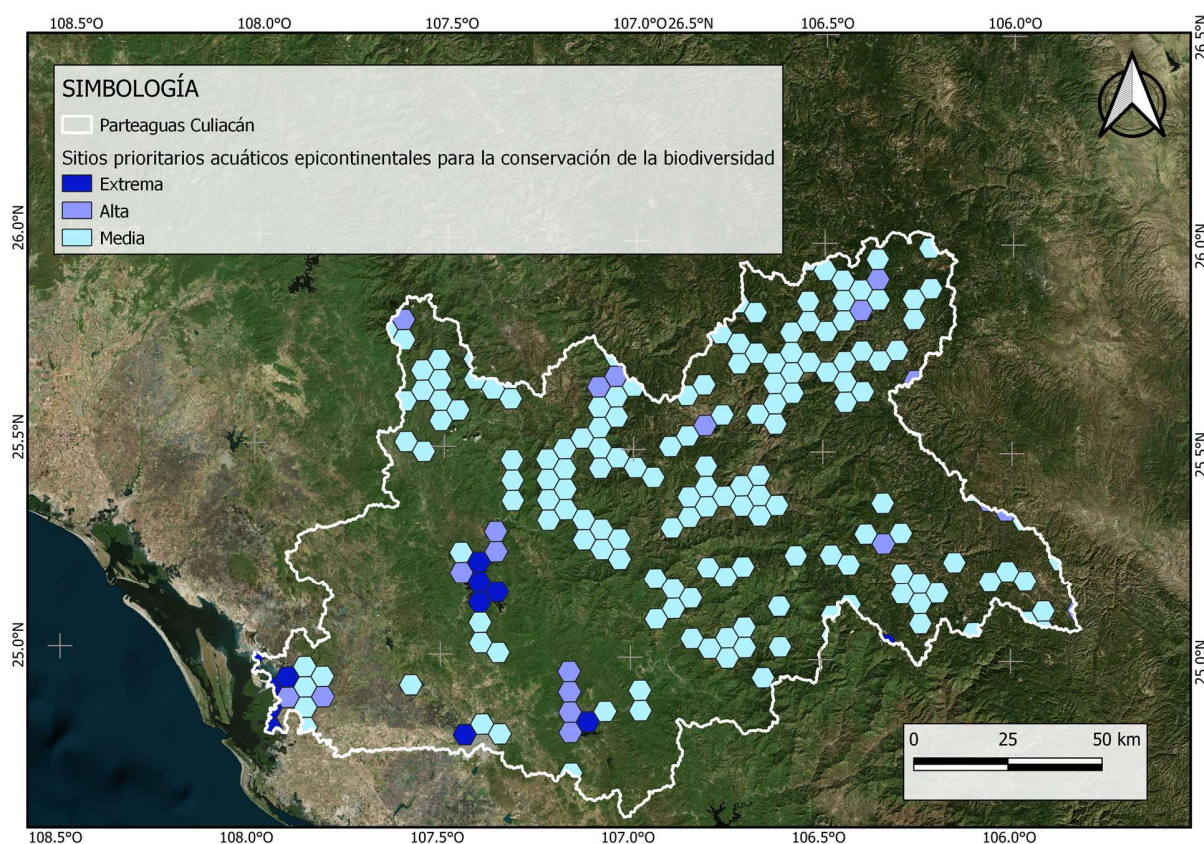 108.5°O 108.0°O 107.5°O 107.0°O26.5°N 106.5°O 106.0°O
26.5°N
SIMBOLOGÍA
Parteaguas Culiacán
Sitios prioritarios acuáticos epicontinentales para la conservación de la biodiversidad
Extrema
Alta
Media
26.0°N 26.0°N
25.5°N 25.5°N
25.0°N 25.0°N
0 25 50 km
108.5°O 108.0°O 107.5°O 107.0°O 106.5°O 106.0°O